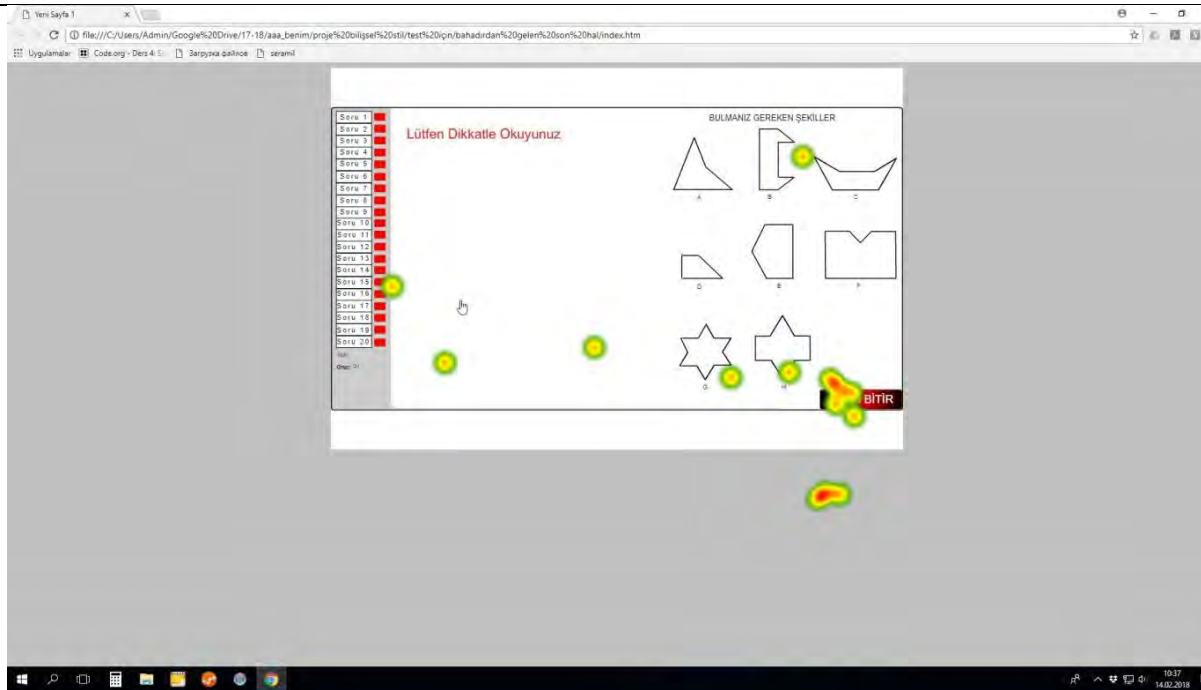 Yeni Sayfa 1
file:///C:/Users/Admin/Google%20Drive/17-18/aaa_benim/proje%20bilişsel%20stil/test%20için/bahadırdan%20gelen%20son%20hal/index.htm
Uygulamalar Code.org - Ders 4: Загрузка файлов seramil
BULMANIZ GEREKEN ŞEKİLLER
Lütfen Dikkatle Okuyunuz
Soru 1
Soru 2
Soru 3
Soru 4
Soru 5
Soru 6
Soru 7
Soru 8
Soru 9
Soru 10
Soru 11
Soru 12
Soru 13
Soru 14
Soru 15
Soru 16
Soru 17
Soru 18
Soru 19
Soru 20
A B C
D E F
G H
BİTİR
10:37
14.02.2018